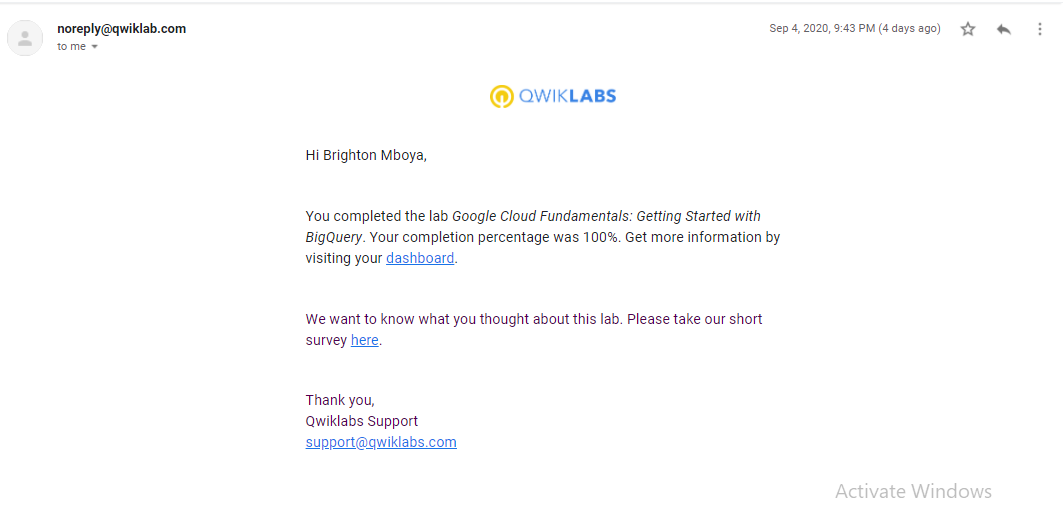 noreply@qwiklab.com
Sep 4, 2020, 9:43 PM (4 days ago)
to me
QWIKLABS
Hi Brighton Mboya,
You completed the lab Google Cloud Fundamentals: Getting Started with
BigQuery. Your completion percentage was 100%. Get more information by
visiting your dashboard.
We want to know what you thought about this lab. Please take our short
survey here.
Thank you,
Qwiklabs Support
support@qwiklabs.com
Activate Windows